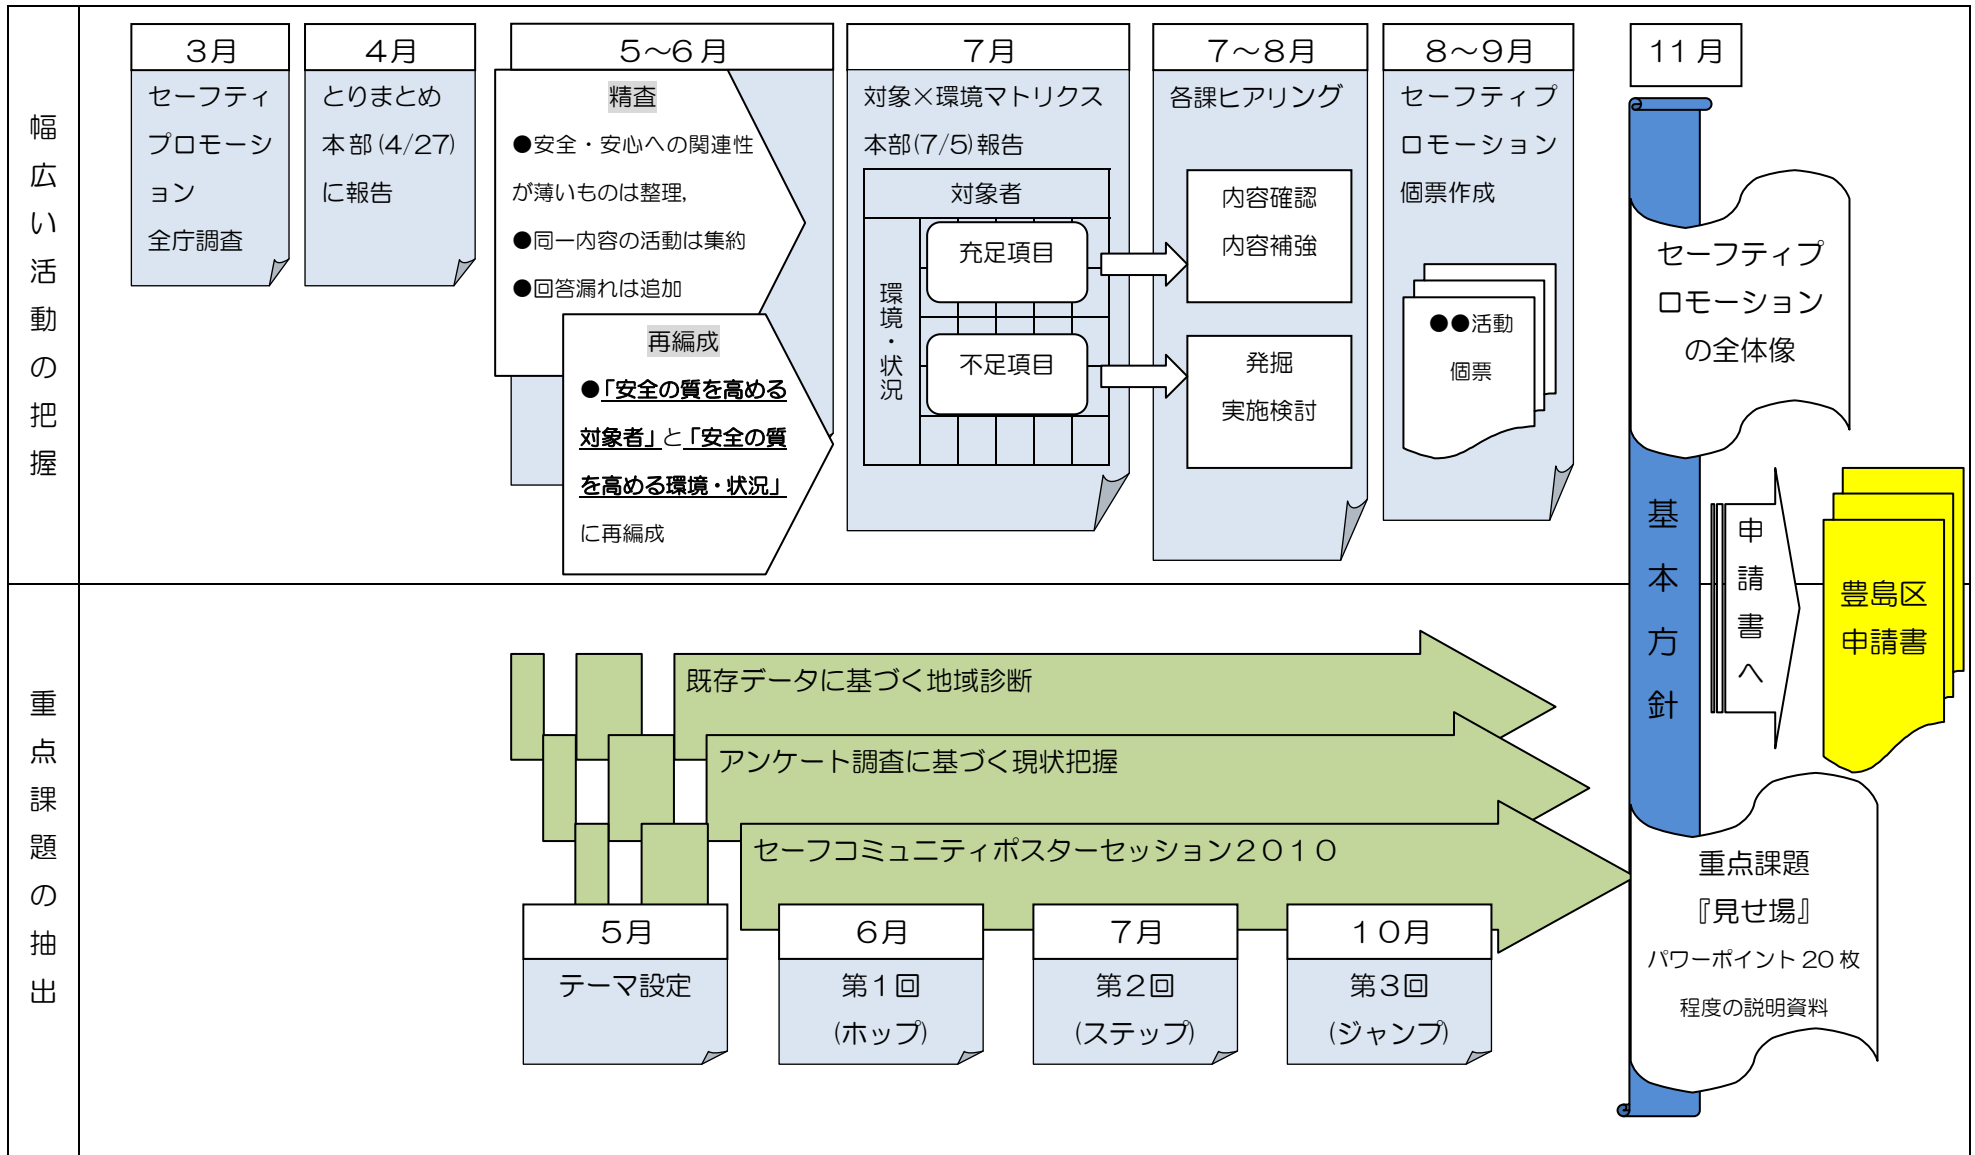 幅広い活動の把握
3月
セーフティ
プロモーシ
ョン
全庁調査
4月
とりまとめ
本部(4/27)
に報告
5～6月
精査
●安全・安心への関連性
が薄いものは整理,
●同一内容の活動は集約
●回答漏れは追加
再編成
●「安全の質を高める
対象者」と「安全の質
を高める環境・状況」
に再編成
7月
対象×環境マトリクス
本部(7/5)報告
対象者
環境・状況
充足項目
不足項目
7～8月
各課ヒアリング
内容確認
内容補強
発掘
実施検討
8～9月
セーフティプ
ロモーション
個票作成
●●活動
個票
11月
セーフティプ
ロモーション
の全体像
基本方針
申請書へ
豊島区
申請書
重点課題の抽出
既存データに基づく地域診断
アンケート調査に基づく現状把握
セーフコミュニティポスターセッション２０１０
5月
テーマ設定
6月
第1回
(ホップ)
7月
第2回
(ステップ)
１０月
第3回
(ジャンプ)
重点課題
『見せ場』
パワーポイント 20 枚
程度の説明資料